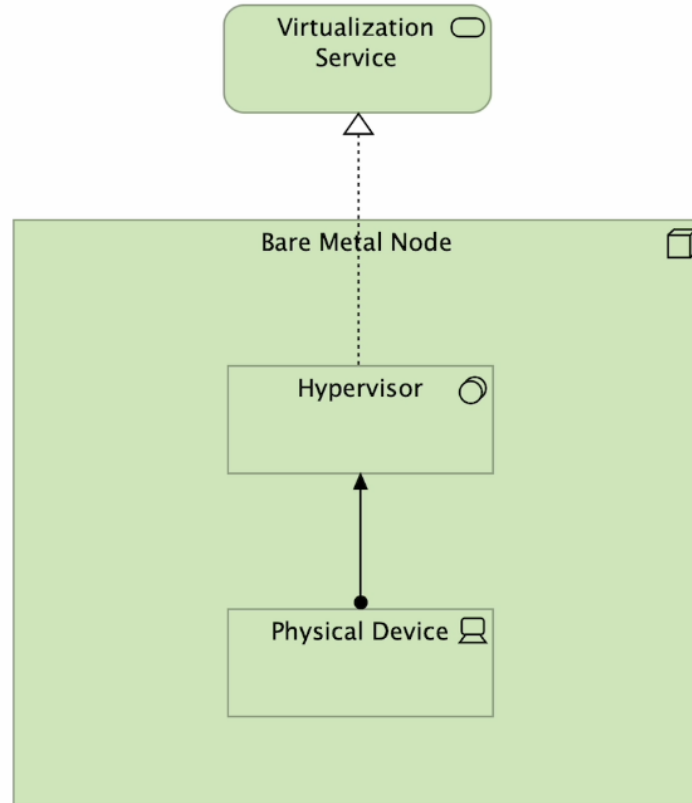 Virtualization
Service
Bare Metal Node
Hypervisor
Physical Device